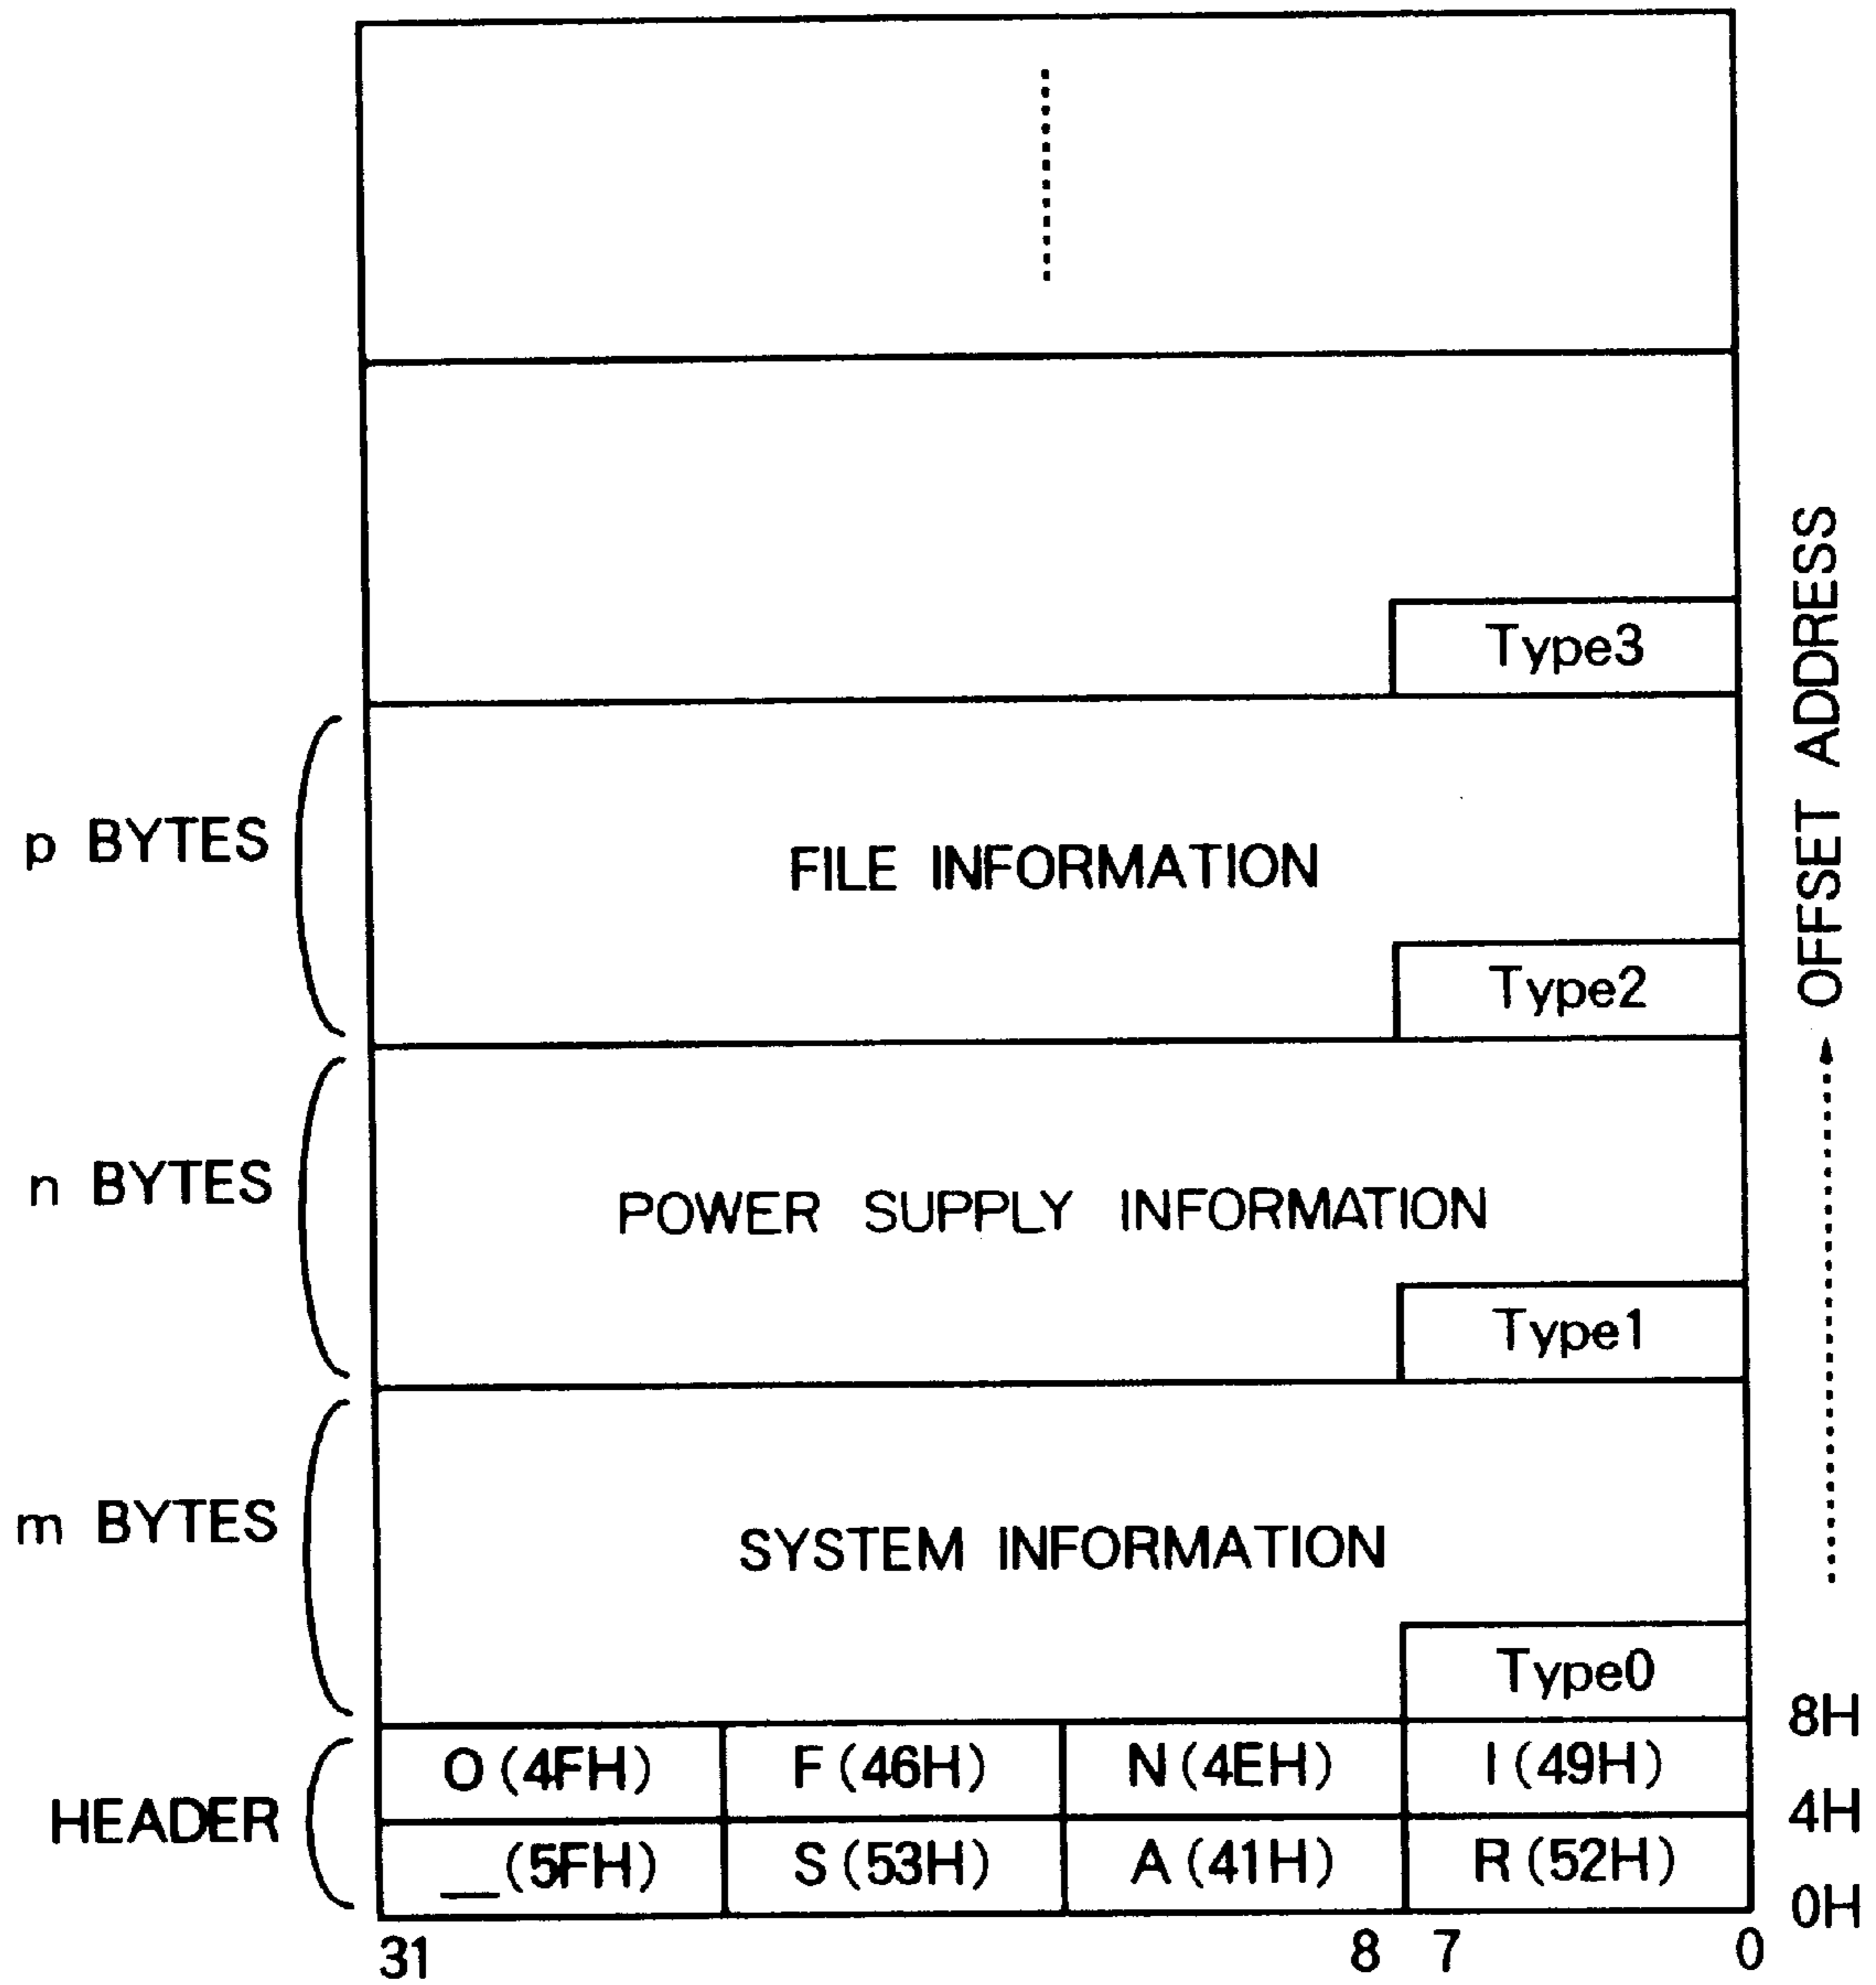 Type3
OFFSET ADDRESS
p BYTES
FILE INFORMATION
Type2
n BYTES
POWER SUPPLY INFORMATION
Type1
m BYTES
SYSTEM INFORMATION
Type0
8H
HEADER
O(4FH) F(46H) N(4EH) I(49H)
4H
_(5FH) S(53H) A(41H) R(52H)
0H
31 8 7 0